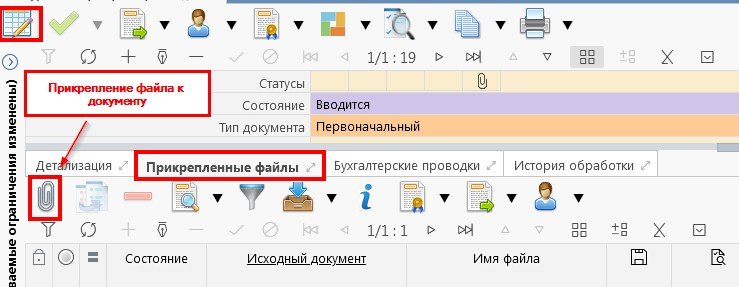 1/1 : 19
Прикрепление файла к
документу
Статусы
Состояние Вводится
Тип документа Первоначальный
Детализация Прикрепленные файлы Бухгалтерские проводки История обработки
1/1 : 1
Состояние Исходный документ Имя файла
ваемые ограничения изменены)